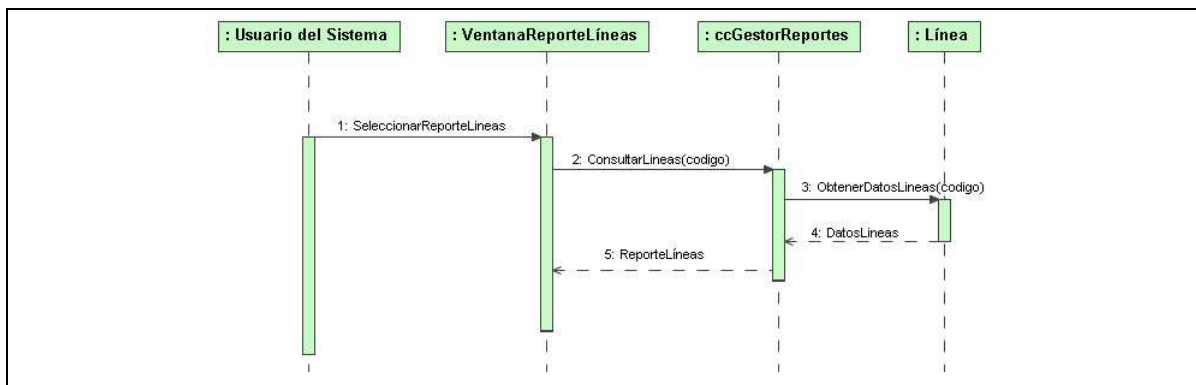 : Usuario del Sistema
: VentanaReporteLíneas
: ccGestorReportes
: Línea
1: SeleccionarReporteLineas
2: ConsultarLineas(codigo)
3: ObtenerDatosLineas(codigo)
4: DatosLineas
5: ReporteLíneas